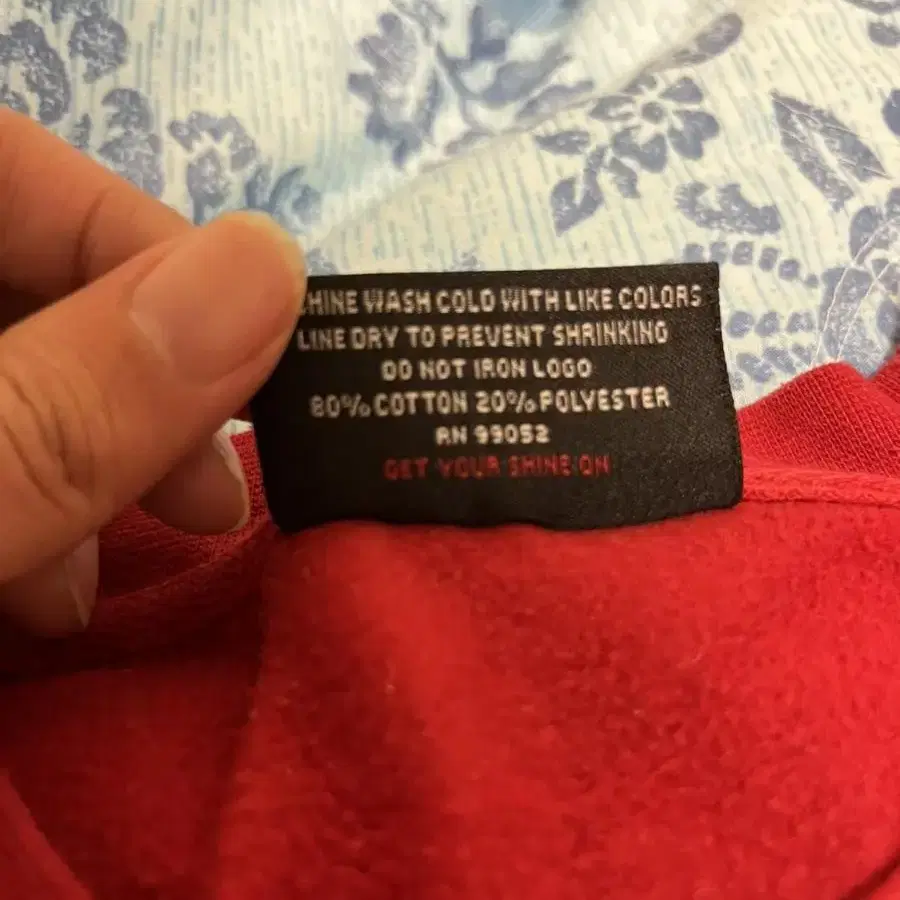 CHINE WASH COLD WITH LIKE COLORS
LINE DRY TO PREVENT SHRINKING
DO NOT IRON LOGO
80% COTTON 20% POLYESTER
RN 99052
GET YOUR SHINE ON